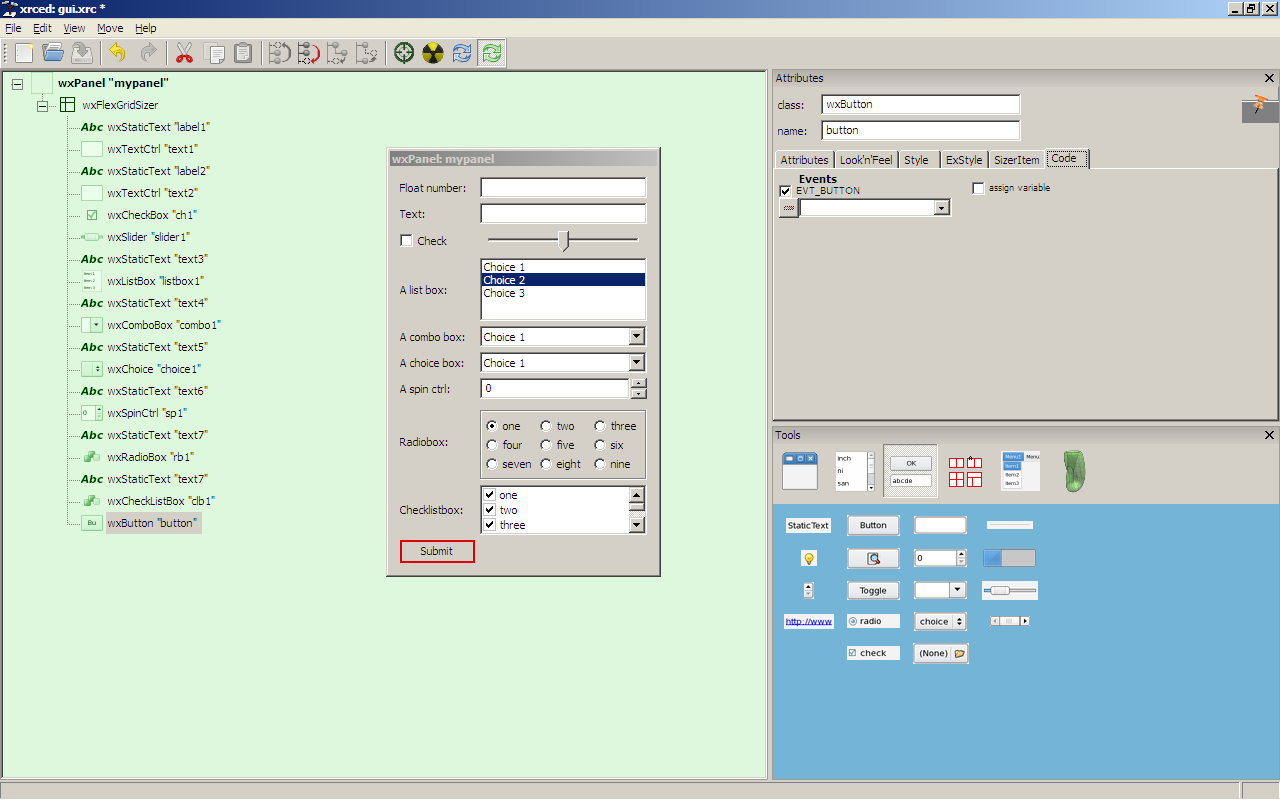 xrced: gui.xrc *
File Edit View Move Help
wxPanel "mypanel"
wxFlexGridSizer
Abc wxStaticText "label1"
wxTextCtrl "text1"
Abc wxStaticText "label2"
wxTextCtrl "text2"
wxCheckBox "ch1"
wxSlider "slider1"
Abc wxStaticText "text3"
wxListBox "listbox1"
Abc wxStaticText "text4"
wxComboBox "combo1"
Abc wxStaticText "text5"
wxChoice "choice1"
Abc wxStaticText "text6"
0 wxSpinCtrl "sp1"
Abc wxStaticText "text7"
wxRadioBox "rb1"
Abc wxStaticText "text7"
wxCheckListBox "clb1"
Bu wxButton "button"
wxPanel: mypanel
Float number:
Text:
Check
A list box:
Choice 1
Choice 2
Choice 3
A combo box: Choice 1
A choice box: Choice 1
A spin ctrl: 0
Radiobox:
one two three
four five six
seven eight nine
Checklistbox:
one
two
three
Submit
Attributes
class: wxButton
name: button
Attributes Look'n'Feel Style ExStyle SizerItem Code
Events
EVT_BUTTON
assign variable
Tools
inch
ni
san
OK
abcde
Menu1 Menu
Item1
Item2
Item3
StaticText Button
0
Toggle
http://www radio choice
check (None)